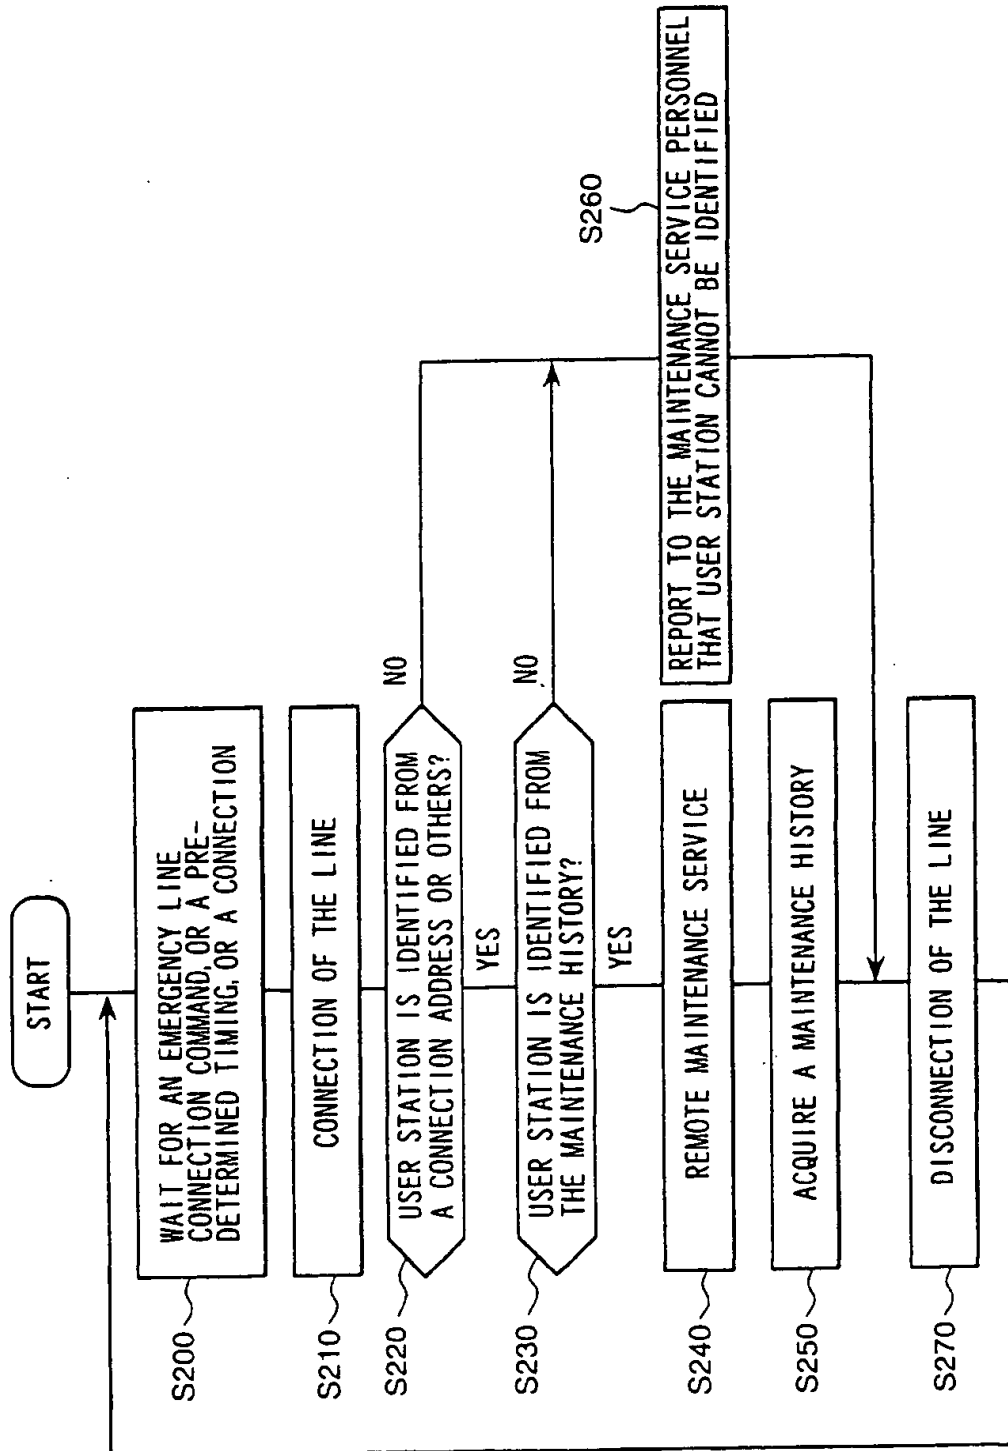 START
S200
WAIT FOR AN EMERGENCY LINE
CONNECTION COMMAND, OR A PRE-
DETERMINED TIMING, OR A CONNECTION
S210
CONNECTION OF THE LINE
S220
USER STATION IS IDENTIFIED FROM
A CONNECTION ADDRESS OR OTHERS?
NO
YES
S230
USER STATION IS IDENTIFIED FROM
THE MAINTENANCE HISTORY?
NO
YES
S240
REMOTE MAINTENANCE SERVICE
S260
REPORT TO THE MAINTENANCE SERVICE PERSONNEL
THAT USER STATION CANNOT BE IDENTIFIED
S250
ACQUIRE A MAINTENANCE HISTORY
S270
DISCONNECTION OF THE LINE